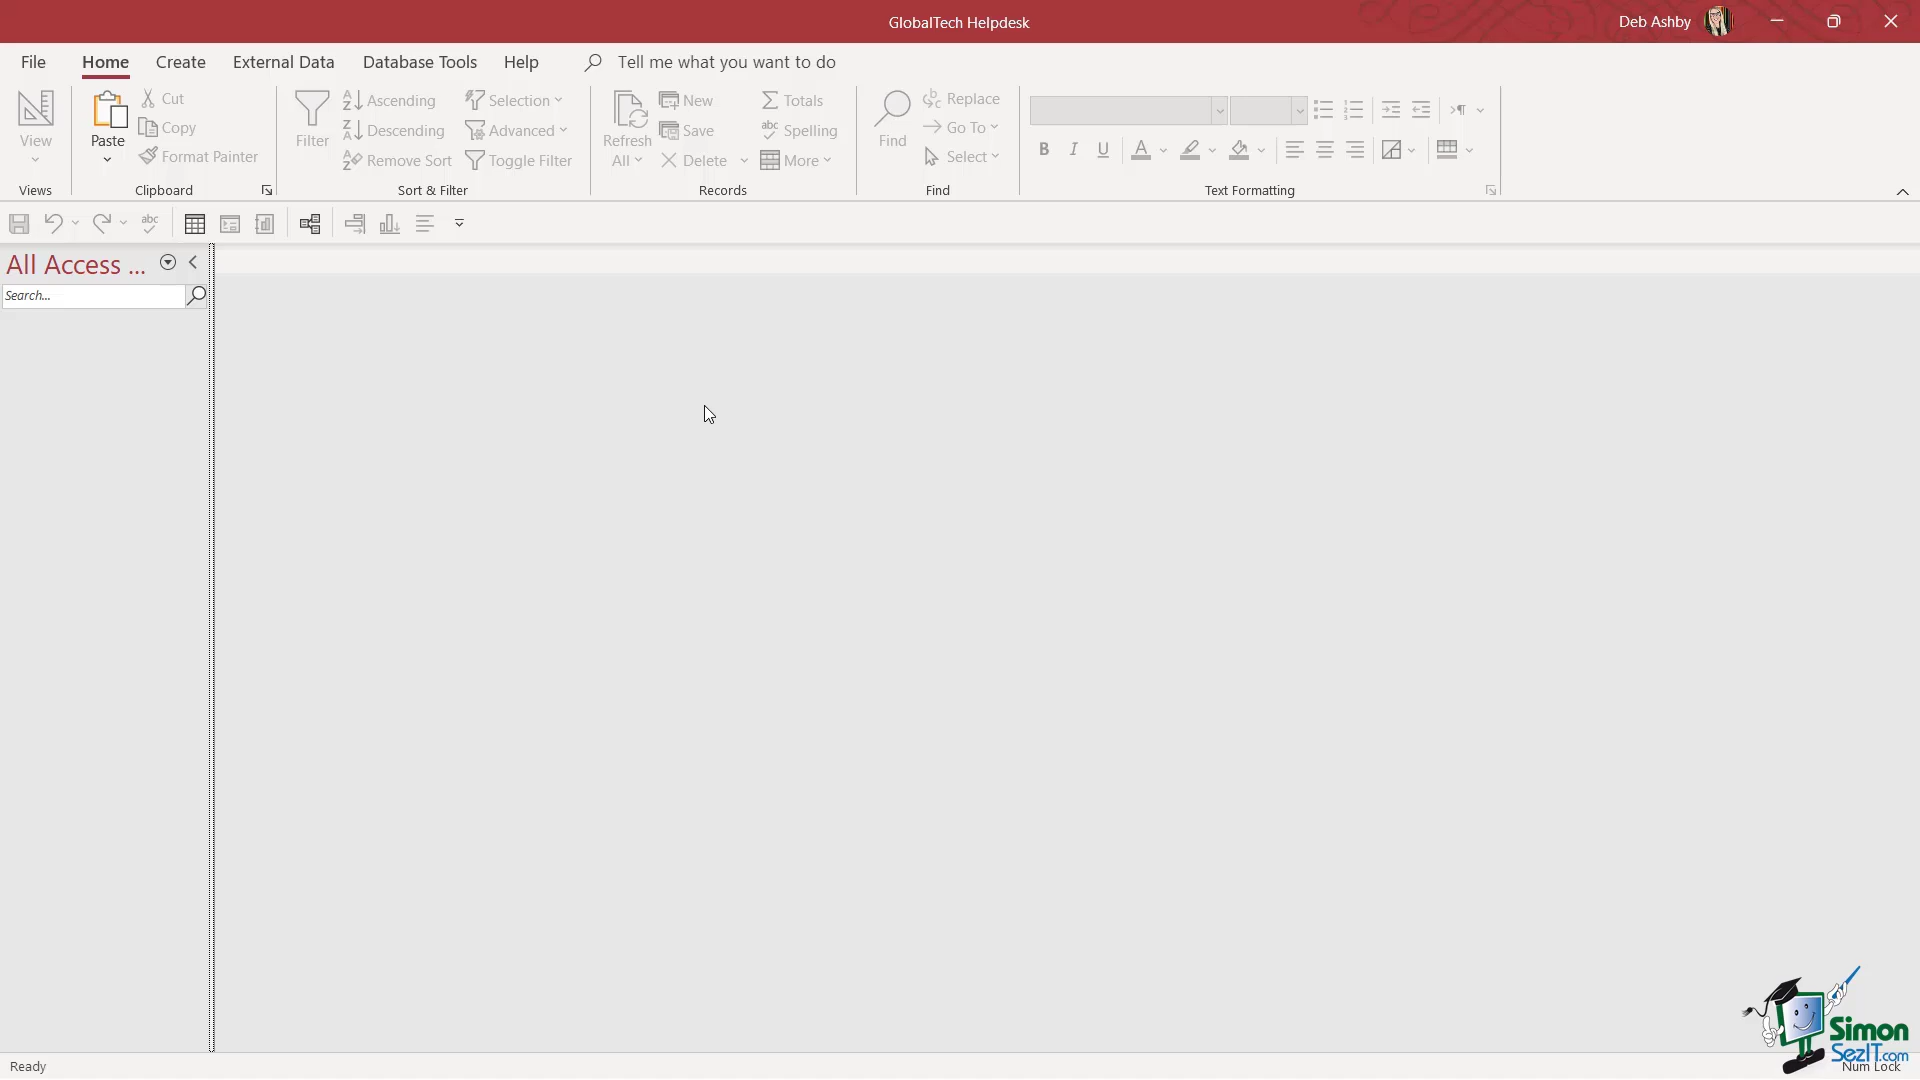 GlobalTech Helpdesk
Deb Ashby
File Home Create External Data Database Tools Help Tell me what you want to do
View
Views
Paste
Cut
Copy
Format Painter
Clipboard
Filter
Ascending
Descending
Remove Sort
Selection
Advanced
Toggle Filter
Sort & Filter
Refresh
All
New
Save
Delete
Totals
Spelling
More
Records
Find
Replace
Go To
Select
Find
B I U A
Text Formatting
All Access ...
Search...
Simon
SezIT.com
Ready
Num Lock